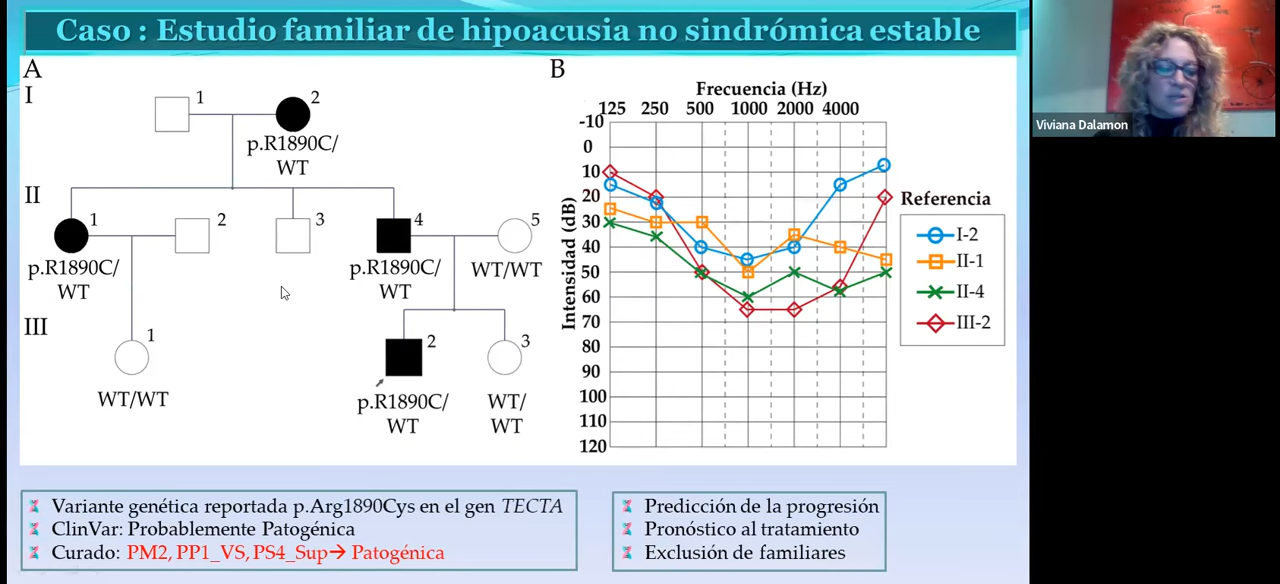 Caso : Estudio familiar de hipoacusia no sindrómica estable
A
I
1
2
p.R1890C/
WT
II
1
2
3
4
5
p.R1890C/
WT
p.R1890C/
WT
WT/WT
III
1
2
3
WT/WT
p.R1890C/
WT
WT/
WT
B
Frecuencia (Hz)
125 250 500 1000 2000 4000
Intensidad (dB)
-10
0
10
20
30
40
50
60
70
80
90
100
110
120
Referencia
I-2
II-1
II-4
III-2
Variante genética reportada p.Arg1890Cys en el gen TECTA
ClinVar: Probablemente Patogénica
Curado: PM2, PP1_VS, PS4_Sup→ Patogénica
Predicción de la progresión
Pronóstico al tratamiento
Exclusión de familiares
Viviana Dalamon